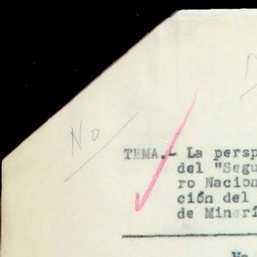 No
TEMA.- La persp
del "Segu
ro Nacion
ción del
de Minerí